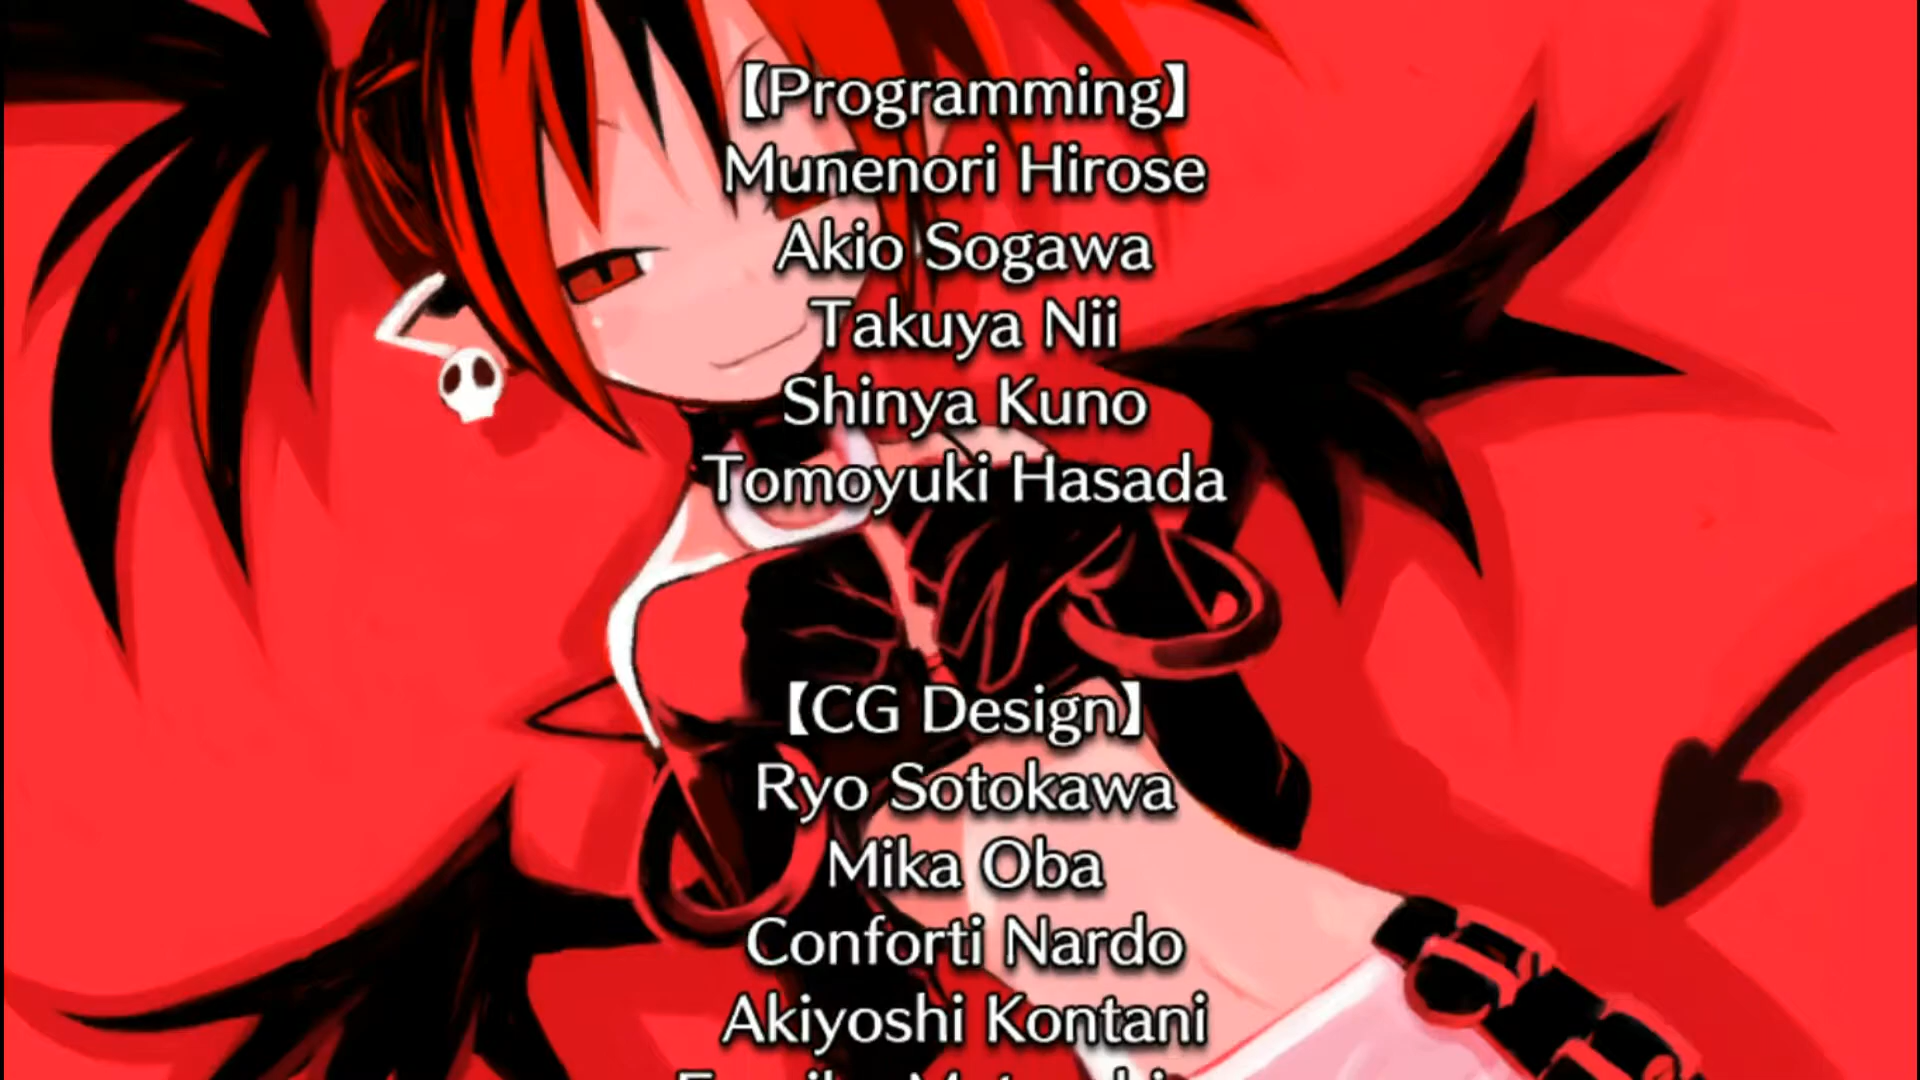 【Programming】
Munenori Hirose
Akio Sogawa
Takuya Nii
Shinya Kuno
Tomoyuki Hasada
【CG Design】
Ryo Sotokawa
Mika Oba
Conforti Nardo
Akiyoshi Kontani